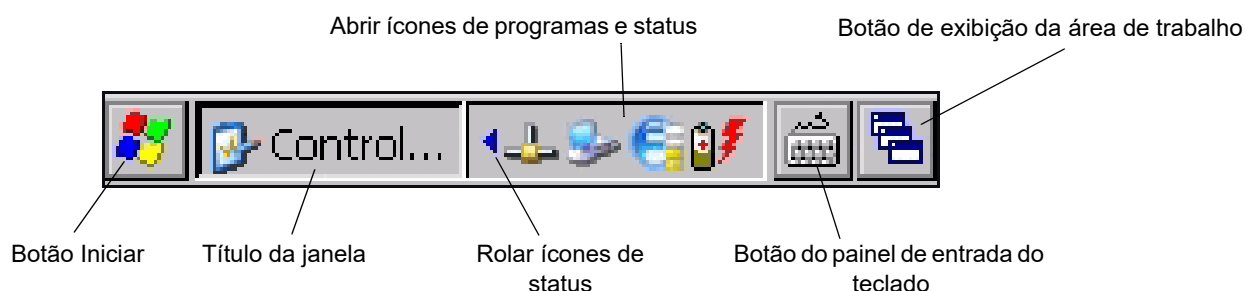 Abrir ícones de programas e status
Botão de exibição da área de trabalho
Control...
Botão Iniciar
Título da janela
Rolar ícones de
status
Botão do painel de entrada do
teclado